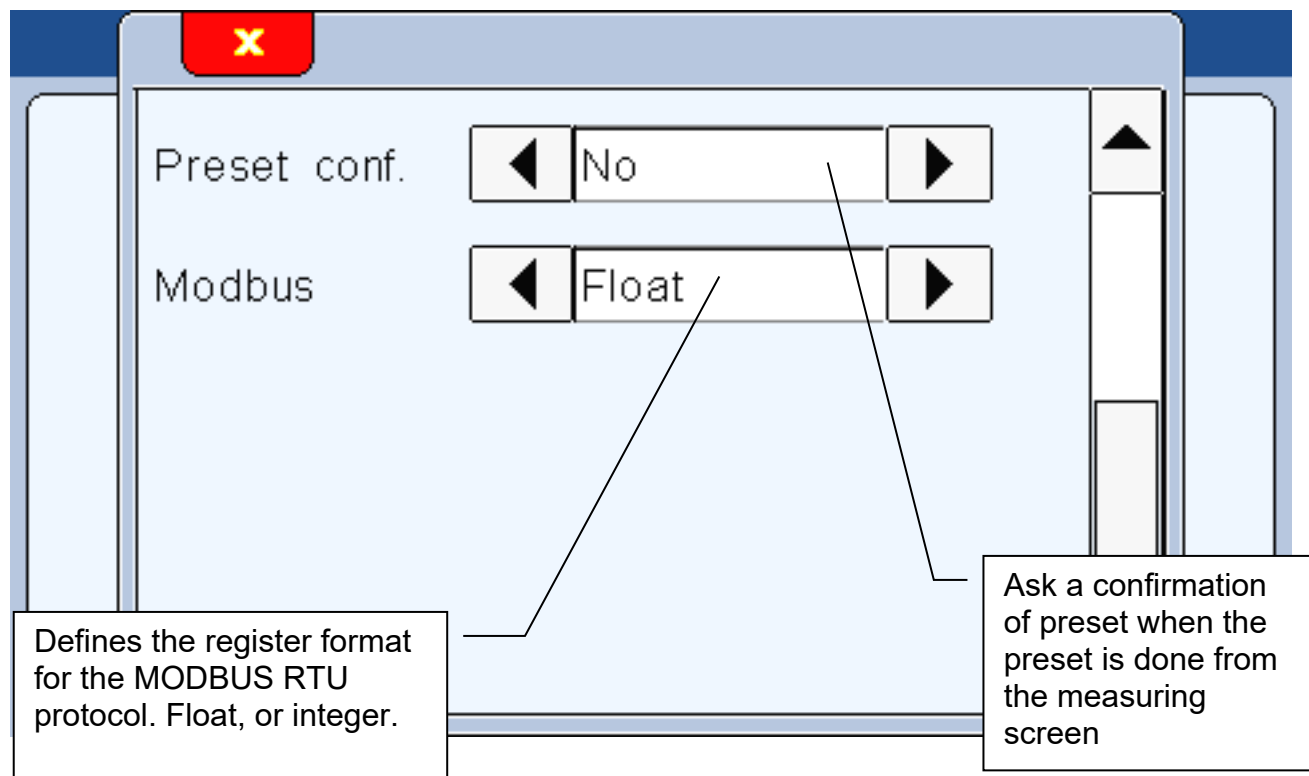 x
Preset conf.
No
Modbus
Float
Defines the register format
for the MODBUS RTU
protocol. Float, or integer.
Ask a confirmation
of preset when the
preset is done from
the measuring
screen